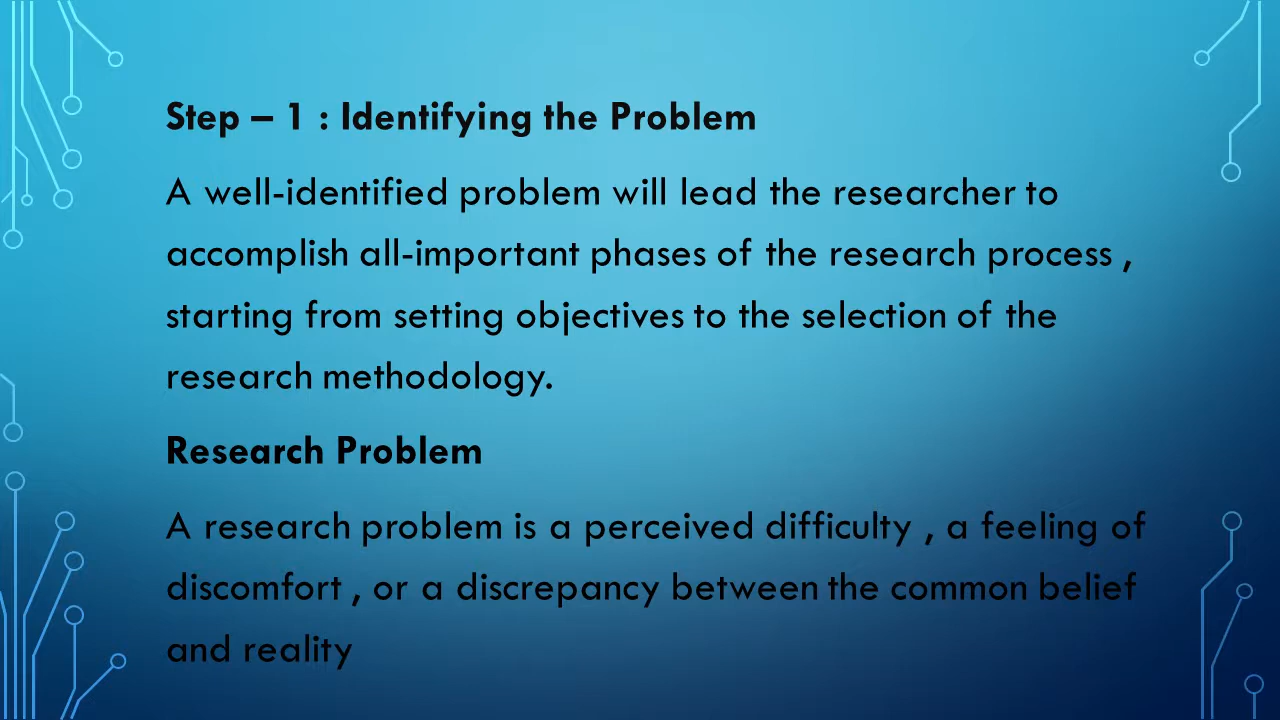 Step – 1 : Identifying the Problem
A well-identified problem will lead the researcher to
accomplish all-important phases of the research process ,
starting from setting objectives to the selection of the
research methodology.
Research Problem
A research problem is a perceived difficulty , a feeling of
discomfort , or a discrepancy between the common belief
and reality